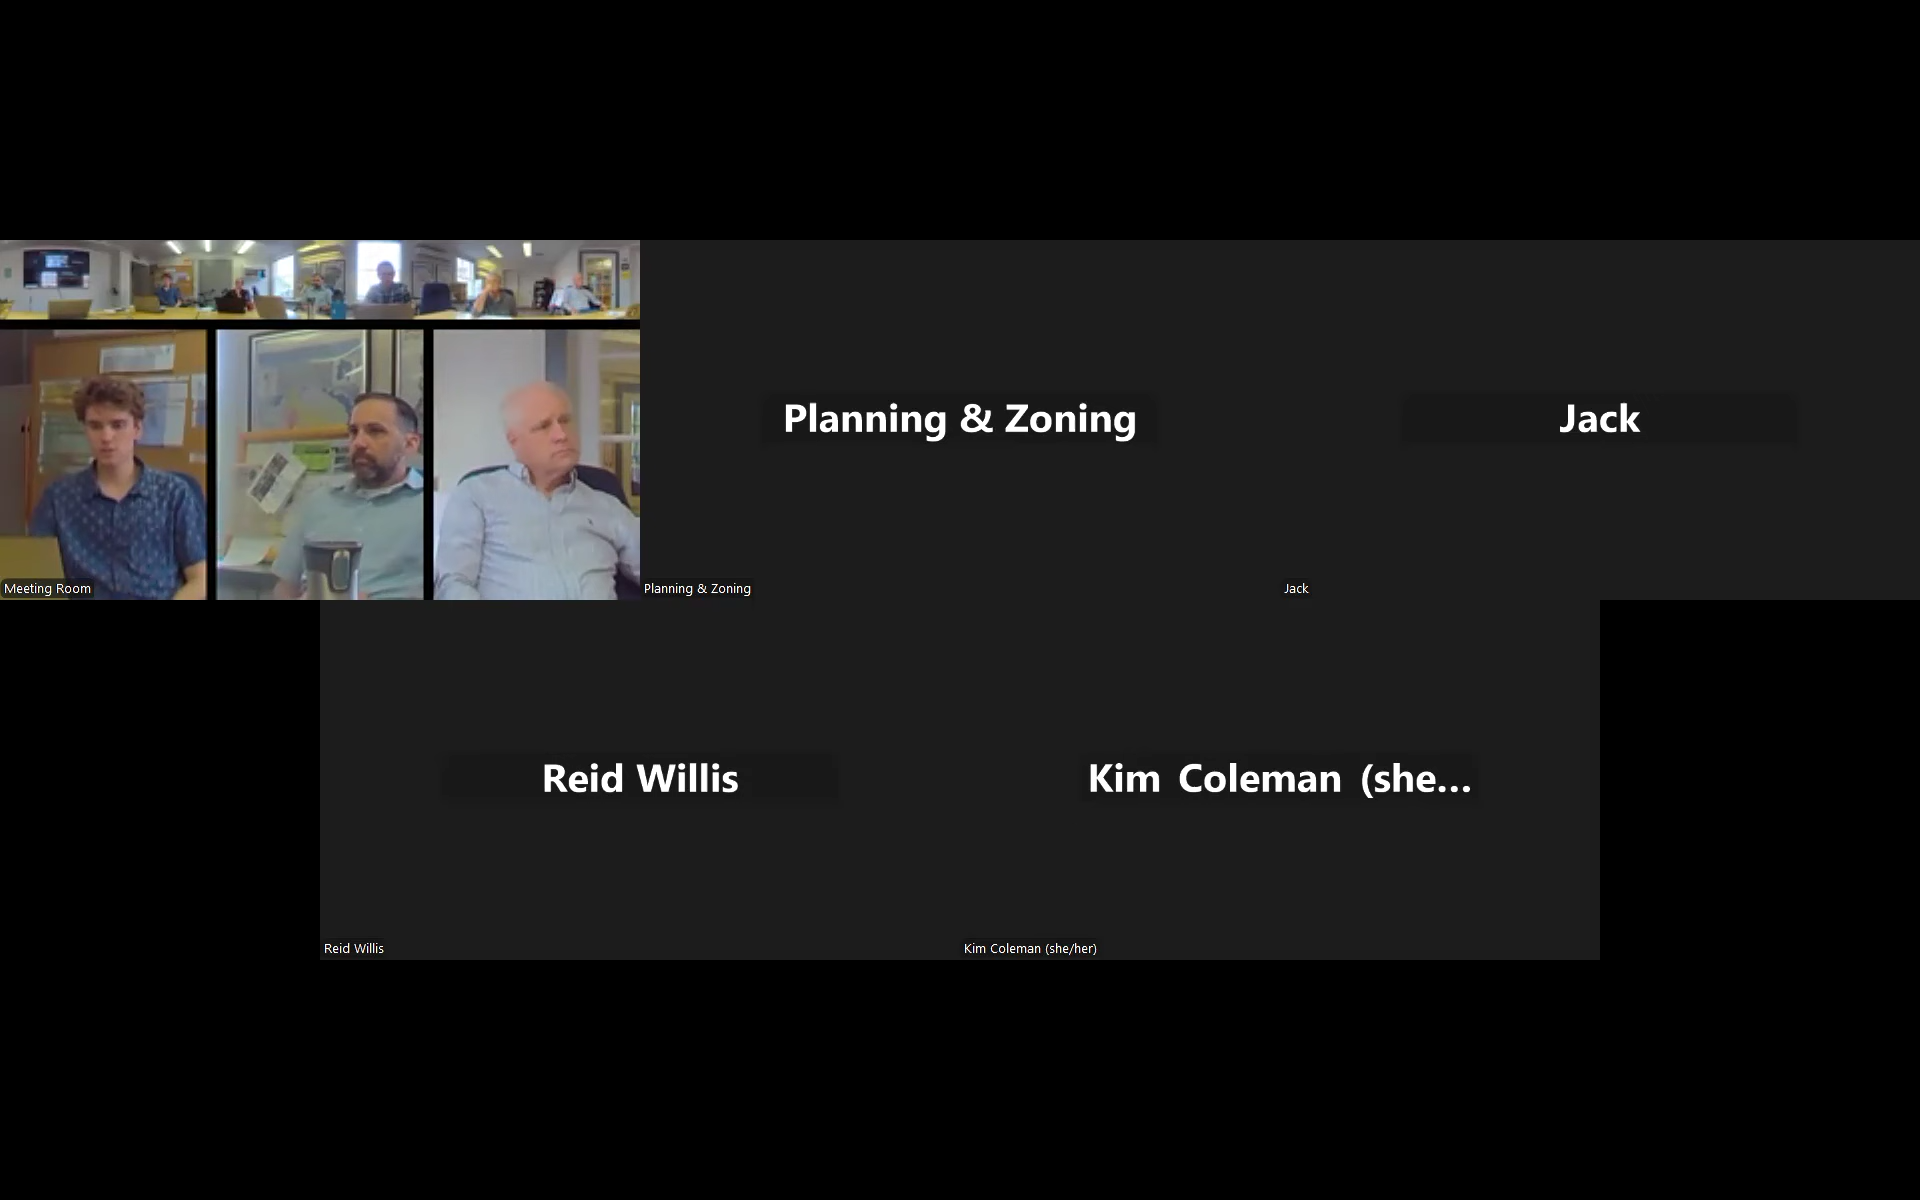 Meeting Room
Planning & Zoning
Planning & Zoning
Jack
Jack
Reid Willis
Reid Willis
Kim Coleman (she...
Kim Coleman (she/her)